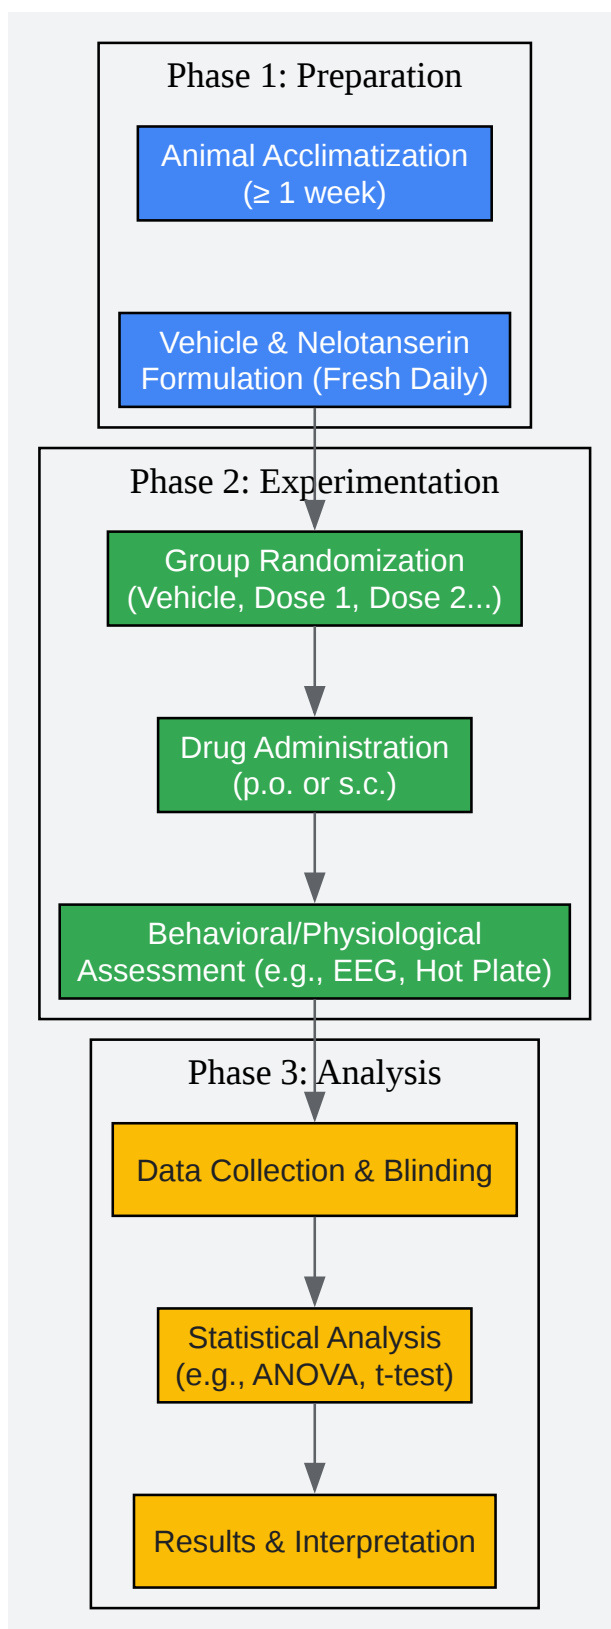 Phase 1: Preparation
Animal Acclimatization
(≥ 1 week)
Vehicle & Nelotanserin
Formulation (Fresh Daily)
Phase 2: Experimentation
Group Randomization
(Vehicle, Dose 1, Dose 2...)
Drug Administration
(p.o. or s.c.)
Behavioral/Physiological
Assessment (e.g., EEG, Hot Plate)
Phase 3: Analysis
Data Collection & Blinding
Statistical Analysis
(e.g., ANOVA, t-test)
Results & Interpretation